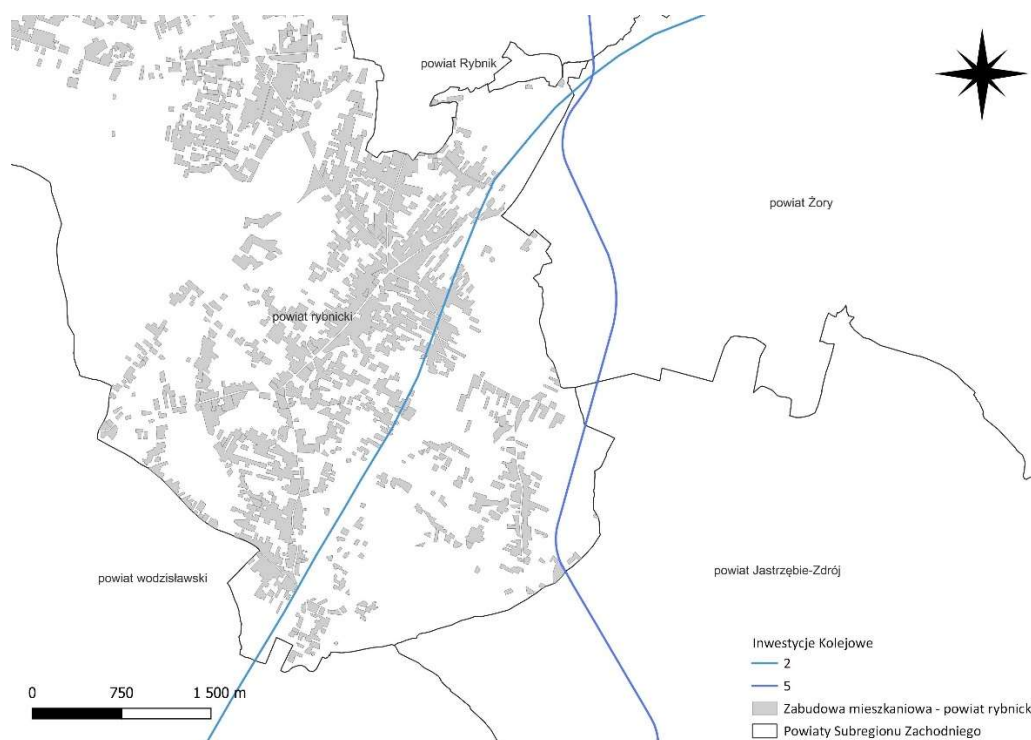 powiat Rybnik
powiat Żory
powiat rybnicki
powiat wodzisławski
powiat Jastrzębie-Zdrój
Inwestycje Kolejowe
2
5
Zabudowa mieszkaniowa - powiat rybnick
Powiaty Subregionu Zachodniego
0 750 1 500 m